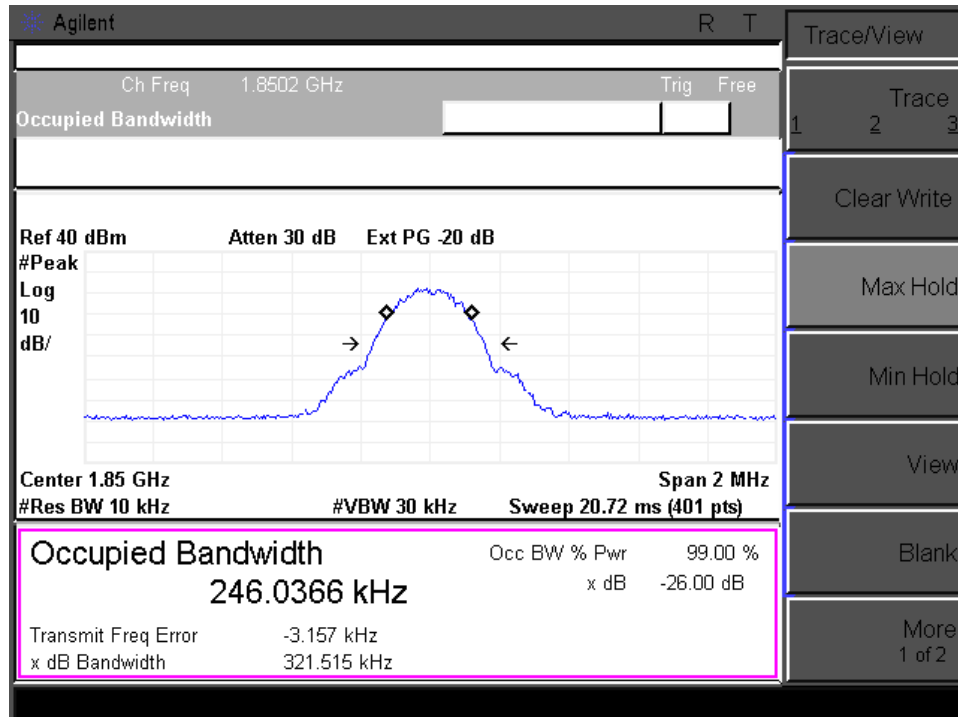 Agilent R T
Ch Freq 1.8502 GHz Trig Free
Occupied Bandwidth
Ref 40 dBm Atten 30 dB Ext PG -20 dB
#Peak
Log
10
dB/
Center 1.85 GHz Span 2 MHz
#Res BW 10 kHz #VBW 30 kHz Sweep 20.72 ms (401 pts)
Occupied Bandwidth Occ BW % Pwr 99.00 %
246.0366 kHz x dB -26.00 dB
Transmit Freq Error -3.157 kHz
x dB Bandwidth 321.515 kHz
Trace/View
Trace
1 2 3
Clear Write
Max Hold
Min Hold
View
Blank
More
1 of 2